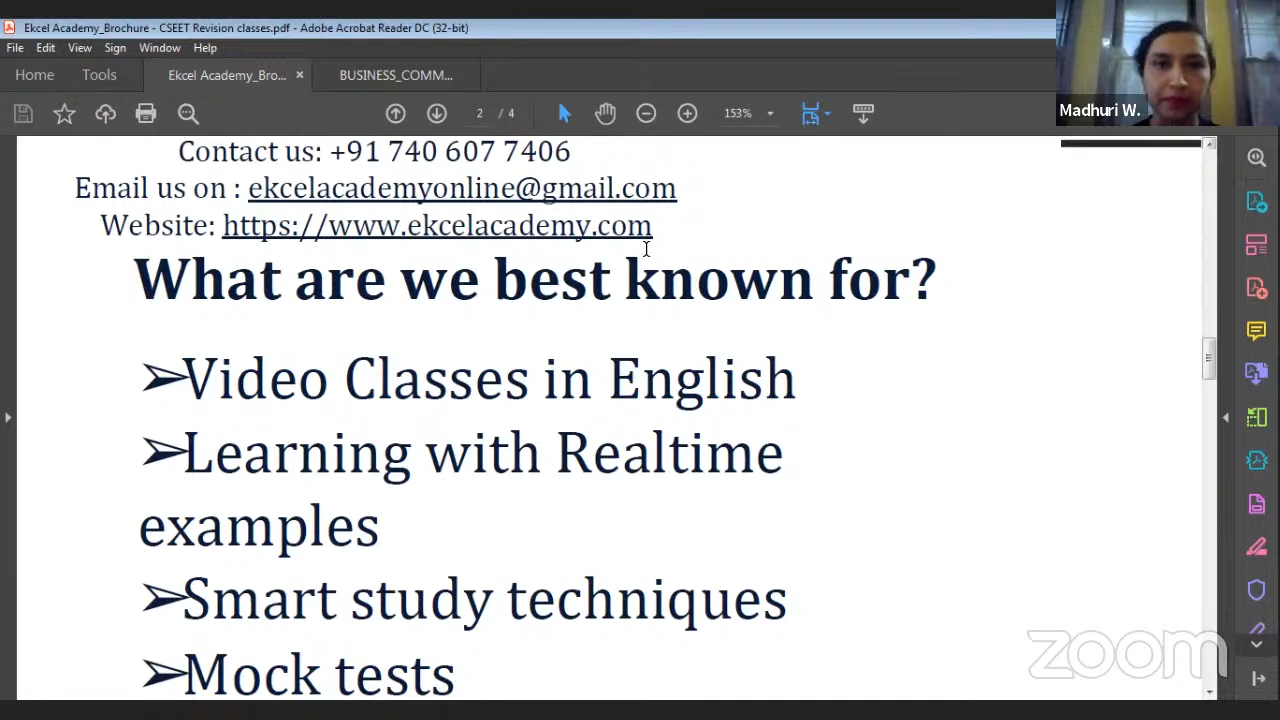 Ekcel Academy_Brochure - CSEET Revision classes.pdf - Adobe Acrobat Reader DC (32-bit)
File Edit View Sign Window Help
Home Tools Ekcel Academy_Bro... × BUSINESS_COMM...
2 / 4 153%
Madhuri W.
Contact us: +91 740 607 7406
Email us on : ekcelacademyonline@gmail.com
Website: https://www.ekcelacademy.com
What are we best known for?
➢Video Classes in English
➢Learning with Realtime
examples
➢Smart study techniques
➢Mock tests
zoom